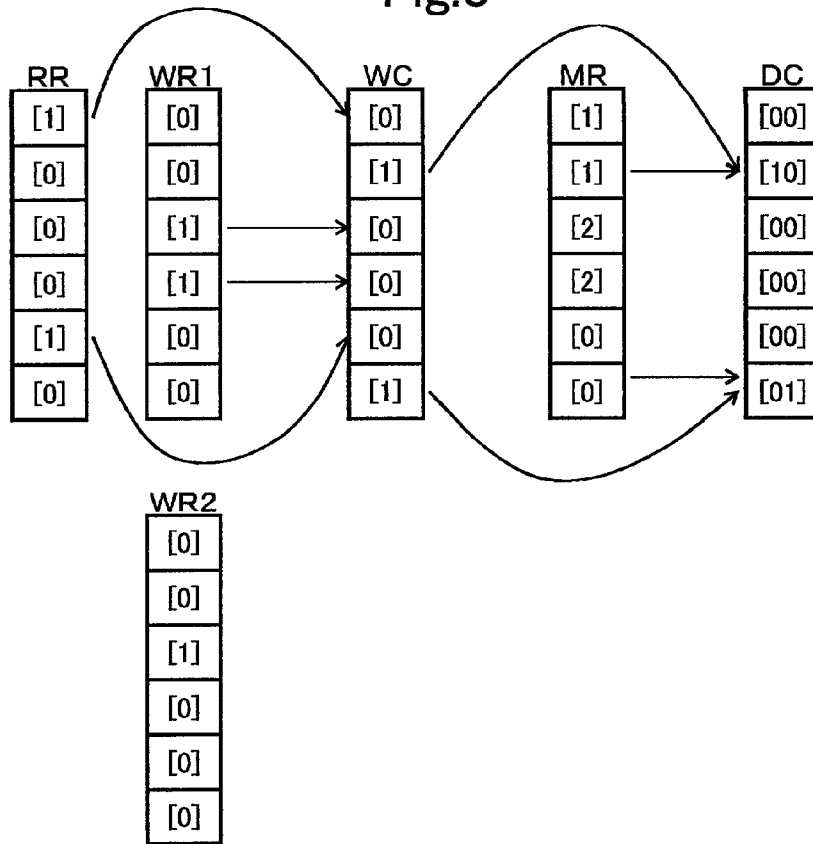 RR WR1 WC MR DC
[1] [0] [0] [1] [00]
[0] [0] [1] [1] [10]
[0] [1] [0] [2] [00]
[0] [1] [0] [2] [00]
[1] [0] [0] [0] [00]
[0] [0] [1] [0] [01]
WR2
[0]
[0]
[1]
[0]
[0]
[0]